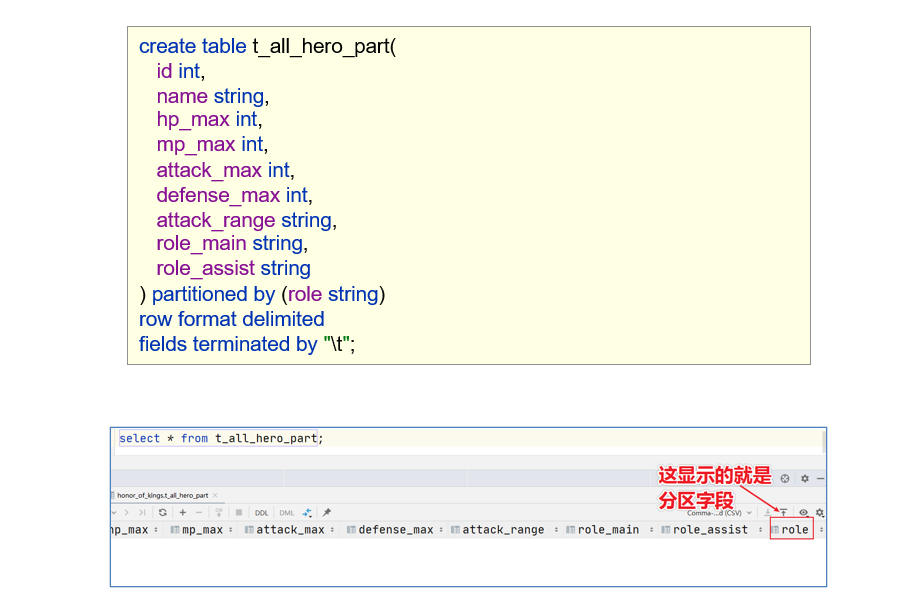 create table t_all_hero_part(
id int,
name string,
hp_max int,
mp_max int,
attack_max int,
defense_max int,
attack_range string,
role_main string,
role_assist string
) partitioned by (role string)
row format delimited
fields terminated by "\t";
select * from t_all_hero_part;
这显示的就是
分区字段
honor_of_kings.t_all_hero_part
DDL DML Comma-...d (CSV)
mp_max attack_max defense_max attack_range role_main role_assist role